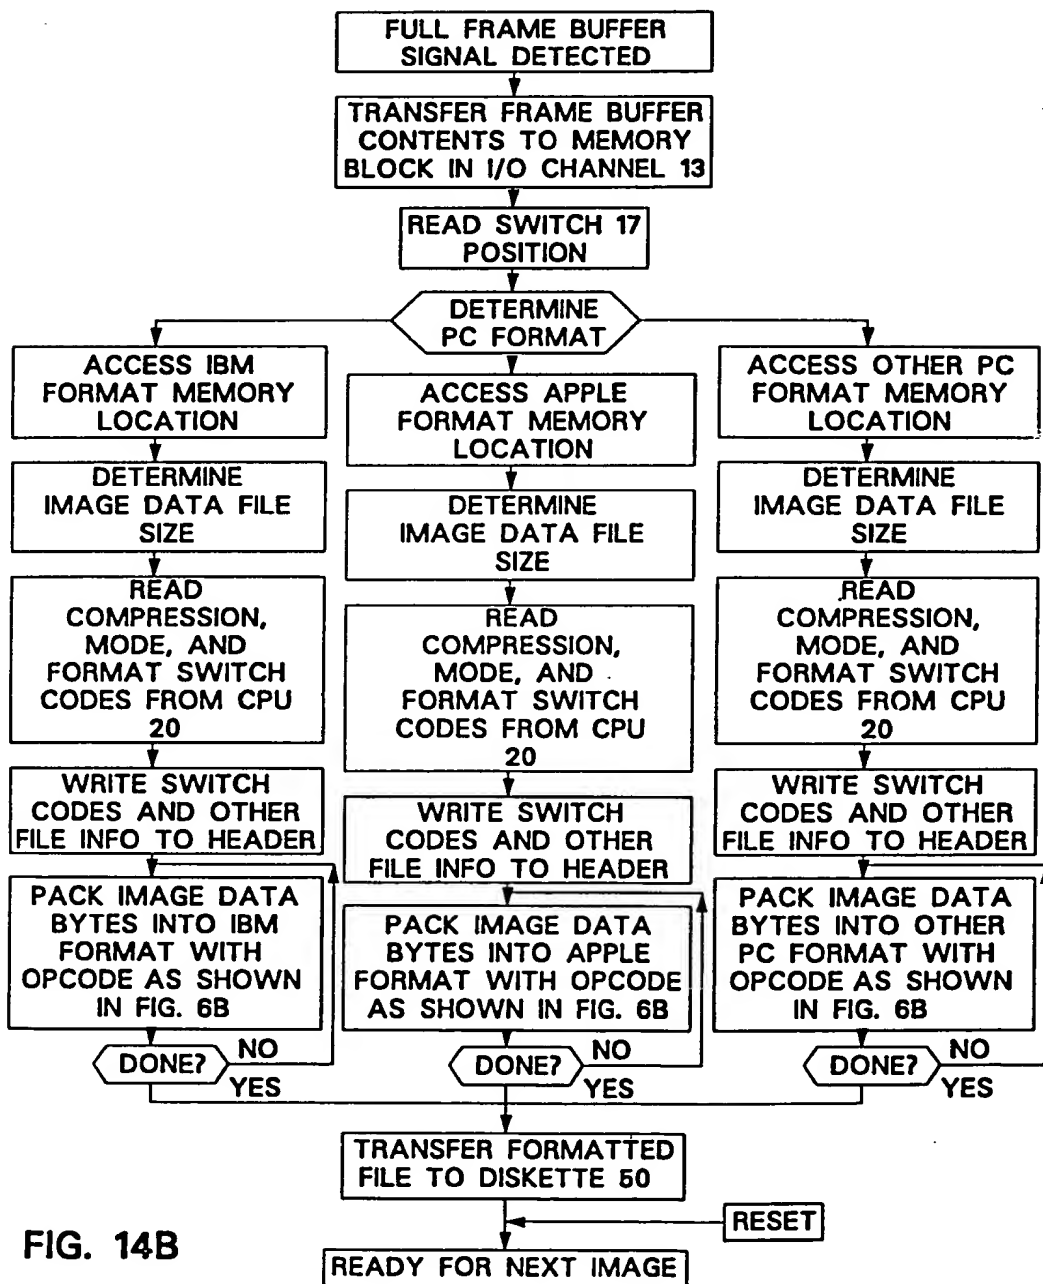 FULL FRAME BUFFER
SIGNAL DETECTED
TRANSFER FRAME BUFFER
CONTENTS TO MEMORY
BLOCK IN I/O CHANNEL 13
READ SWITCH 17
POSITION
DETERMINE
PC FORMAT
ACCESS IBM
FORMAT MEMORY
LOCATION
DETERMINE
IMAGE DATA FILE
SIZE
READ
COMPRESSION,
MODE, AND
FORMAT SWITCH
CODES FROM CPU
20
WRITE SWITCH
CODES AND OTHER
FILE INFO TO HEADER
PACK IMAGE DATA
BYTES INTO IBM
FORMAT WITH
OPCODE AS SHOWN
IN FIG. 6B
DONE?
NO
YES
ACCESS APPLE
FORMAT MEMORY
LOCATION
DETERMINE
IMAGE DATA FILE
SIZE
READ
COMPRESSION,
MODE, AND
FORMAT SWITCH
CODES FROM CPU
20
WRITE SWITCH
CODES AND OTHER
FILE INFO TO HEADER
PACK IMAGE DATA
BYTES INTO APPLE
FORMAT WITH OPCODE
AS SHOWN IN FIG. 6B
DONE?
NO
YES
ACCESS OTHER PC
FORMAT MEMORY
LOCATION
DETERMINE
IMAGE DATA FILE
SIZE
READ
COMPRESSION,
MODE, AND
FORMAT SWITCH
CODES FROM CPU
20
WRITE SWITCH
CODES AND OTHER
FILE INFO TO HEADER
PACK IMAGE DATA
BYTES INTO OTHER
PC FORMAT WITH
OPCODE AS SHOWN
IN FIG. 6B
DONE?
NO
YES
TRANSFER FORMATTED
FILE TO DISKETTE 50
RESET
READY FOR NEXT IMAGE
FIG. 14B